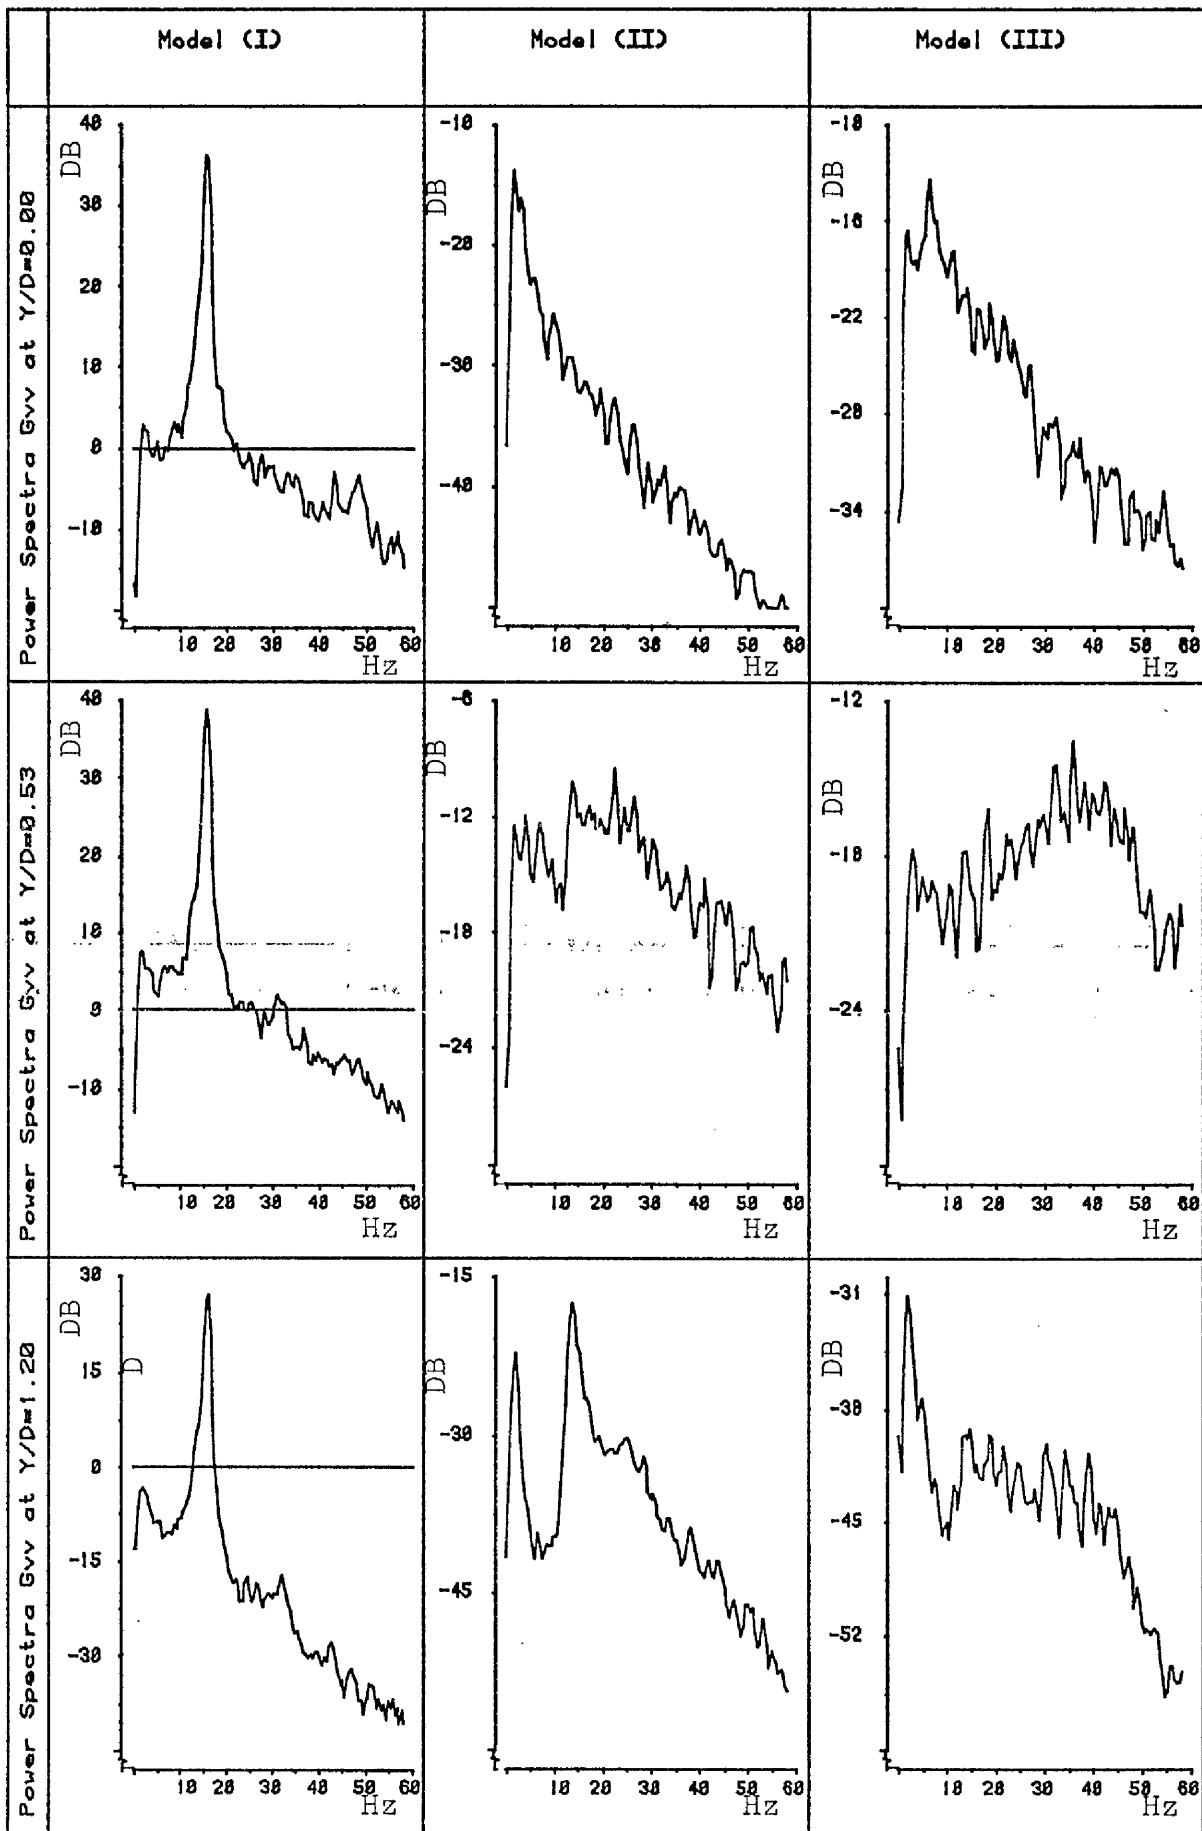 Model (I) Model (II) Model (III)
Power Spectra Gvv at Y/D=0.00
DB
40
30
20
10
0
-10
10 20 30 40 50 60
Hz
DB
-10
-20
-30
-40
10 20 30 40 50 60
Hz
DB
-10
-16
-22
-28
-34
10 20 30 40 50 60
Hz
Power Spectra Gvv at Y/D=0.53
DB
40
30
20
10
0
-10
10 20 30 40 50 60
Hz
DB
-6
-12
-18
-24
10 20 30 40 50 60
Hz
DB
-12
-18
-24
10 20 30 40 50 60
Hz
Power Spectra Gvv at Y/D=1.20
DB
D
30
15
0
-15
-30
10 20 30 40 50 60
Hz
DB
-15
-30
-45
10 20 30 40 50 60
Hz
DB
-31
-38
-45
-52
10 20 30 40 50 60
Hz